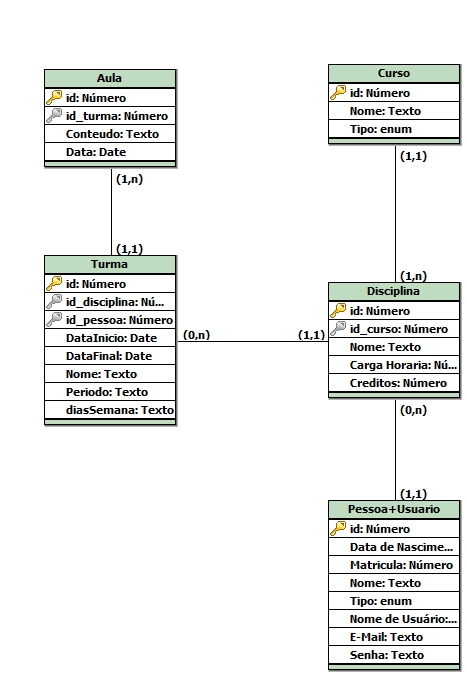 Aula
id: Número
id_turma: Número
Conteudo: Texto
Data: Date
(1,n)
(1,1)
Turma
id: Número
id_disciplina: Nú...
id_pessoa: Número
DataInicio: Date
DataFinal: Date
Nome: Texto
Periodo: Texto
diasSemana: Texto
(0,n)
(1,1)
Curso
id: Número
Nome: Texto
Tipo: enum
(1,1)
(1,n)
Disciplina
id: Número
id_curso: Número
Nome: Texto
Carga Horaria: Nú...
Creditos: Número
(0,n)
(1,1)
Pessoa+Usuario
id: Número
Data de Nascime...
Matricula: Número
Nome: Texto
Tipo: enum
Nome de Usuário:...
E-Mail: Texto
Senha: Texto